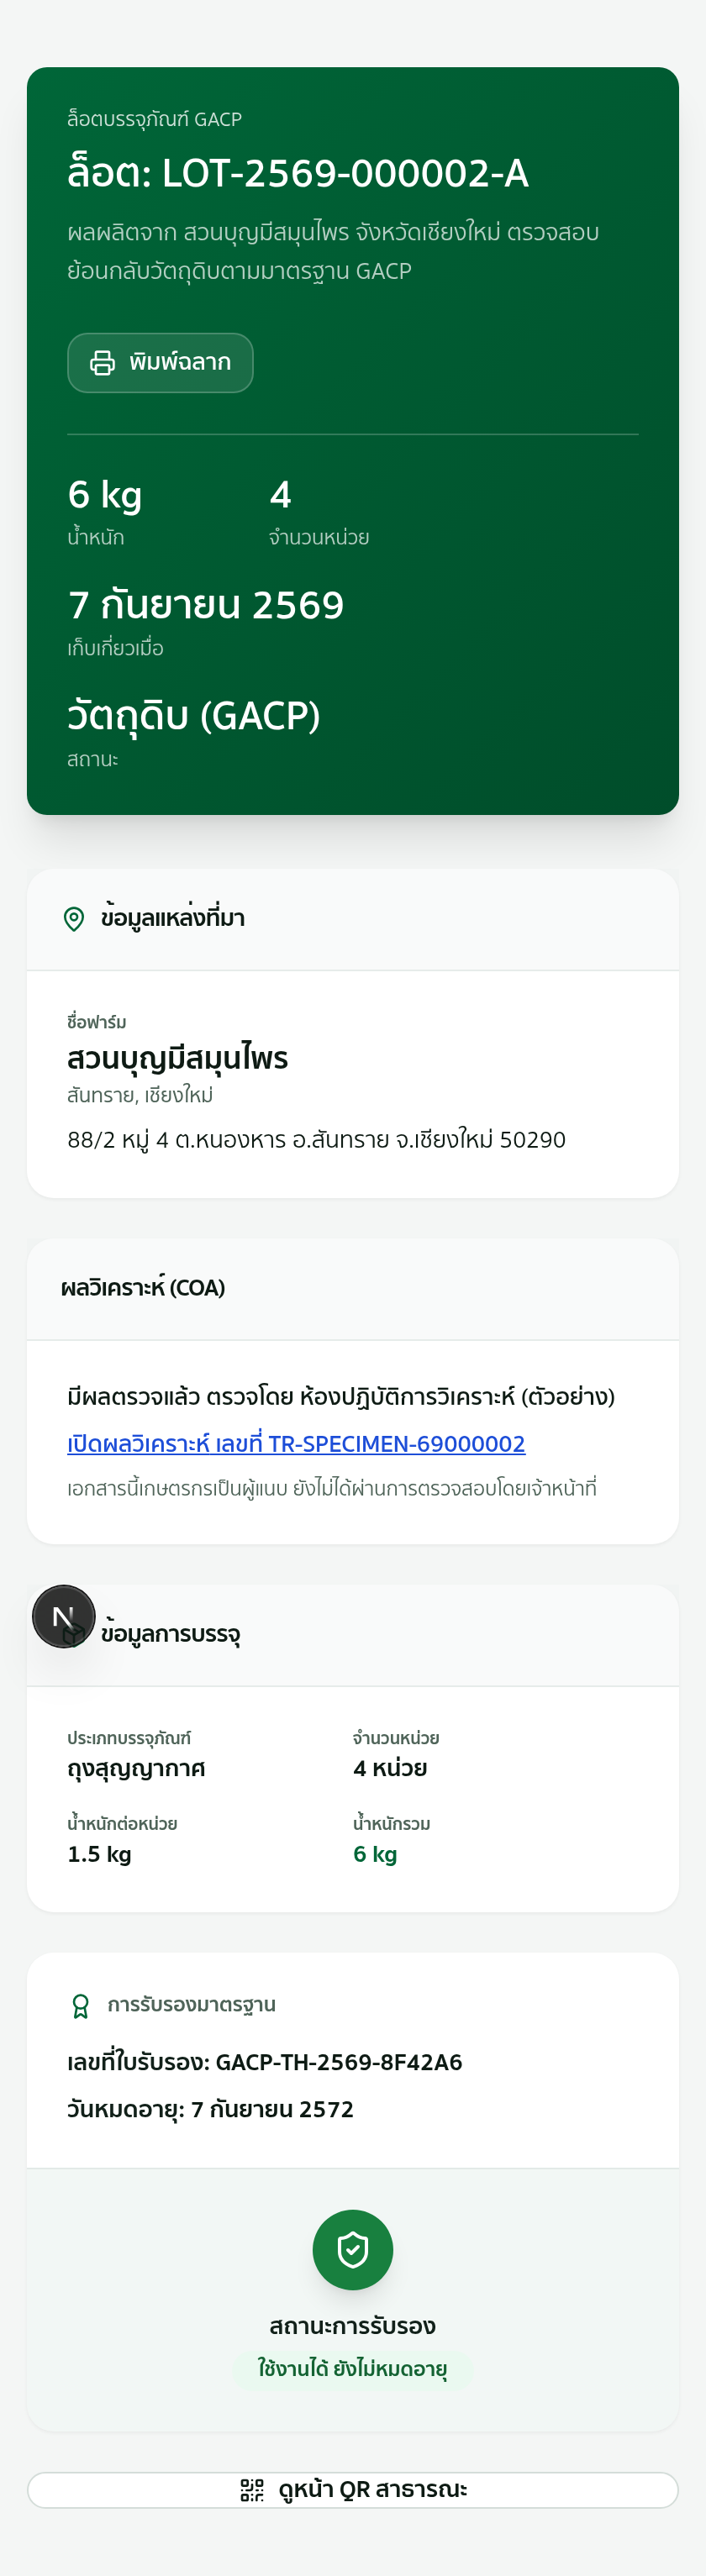 ล็อตบรรจุภัณฑ์ GACP
ล็อต: LOT-2569-000002-A
ผลผลิตจาก สวนบุญมีสมุนไพร จังหวัดเชียงใหม่ ตรวจสอบ
ย้อนกลับวัตถุดิบตามมาตรฐาน GACP
พิมพ์ฉลาก
6 kg
น้ำหนัก
4
จำนวนหน่วย
7 กันยายน 2569
เก็บเกี่ยวเมื่อ
วัตถุดิบ (GACP)
สถานะ
ข้อมูลแหล่งที่มา
ชื่อฟาร์ม
สวนบุญมีสมุนไพร
สันทราย, เชียงใหม่
88/2 หมู่ 4 ต.หนองหาร อ.สันทราย จ.เชียงใหม่ 50290
ผลวิเคราะห์ (COA)
มีผลตรวจแล้ว ตรวจโดย ห้องปฏิบัติการวิเคราะห์ (ตัวอย่าง)
เปิดผลวิเคราะห์ เลขที่ TR-SPECIMEN-69000002
เอกสารนี้เกษตรกรเป็นผู้แนบ ยังไม่ได้ผ่านการตรวจสอบโดยเจ้าหน้าที่
N
ข้อมูลการบรรจุ
ประเภทบรรจุภัณฑ์
ถุงสุญญากาศ
จำนวนหน่วย
4 หน่วย
น้ำหนักต่อหน่วย
1.5 kg
น้ำหนักรวม
6 kg
การรับรองมาตรฐาน
เลขที่ใบรับรอง: GACP-TH-2569-8F42A6
วันหมดอายุ: 7 กันยายน 2572
สถานะการรับรอง
ใช้งานได้ ยังไม่หมดอายุ
ดูหน้า QR สาธารณะ